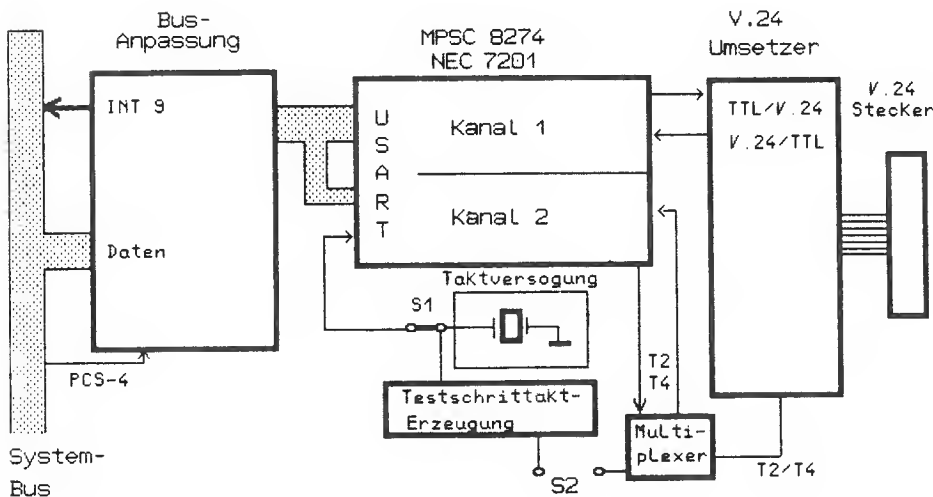 Bus-
Anpassung
MPSC 8274
NEC 7201
V.24
Umsetzer
V.24
Stecker
INT 9
Daten
PCS-4
System-
Bus
USART
Kanal 1
Kanal 2
TTL/V.24
V.24/TTL
Taktversogung
S1
Testschrittakt-
Erzeugung
S2
T2
T4
Multi-
plexer
T2/T4